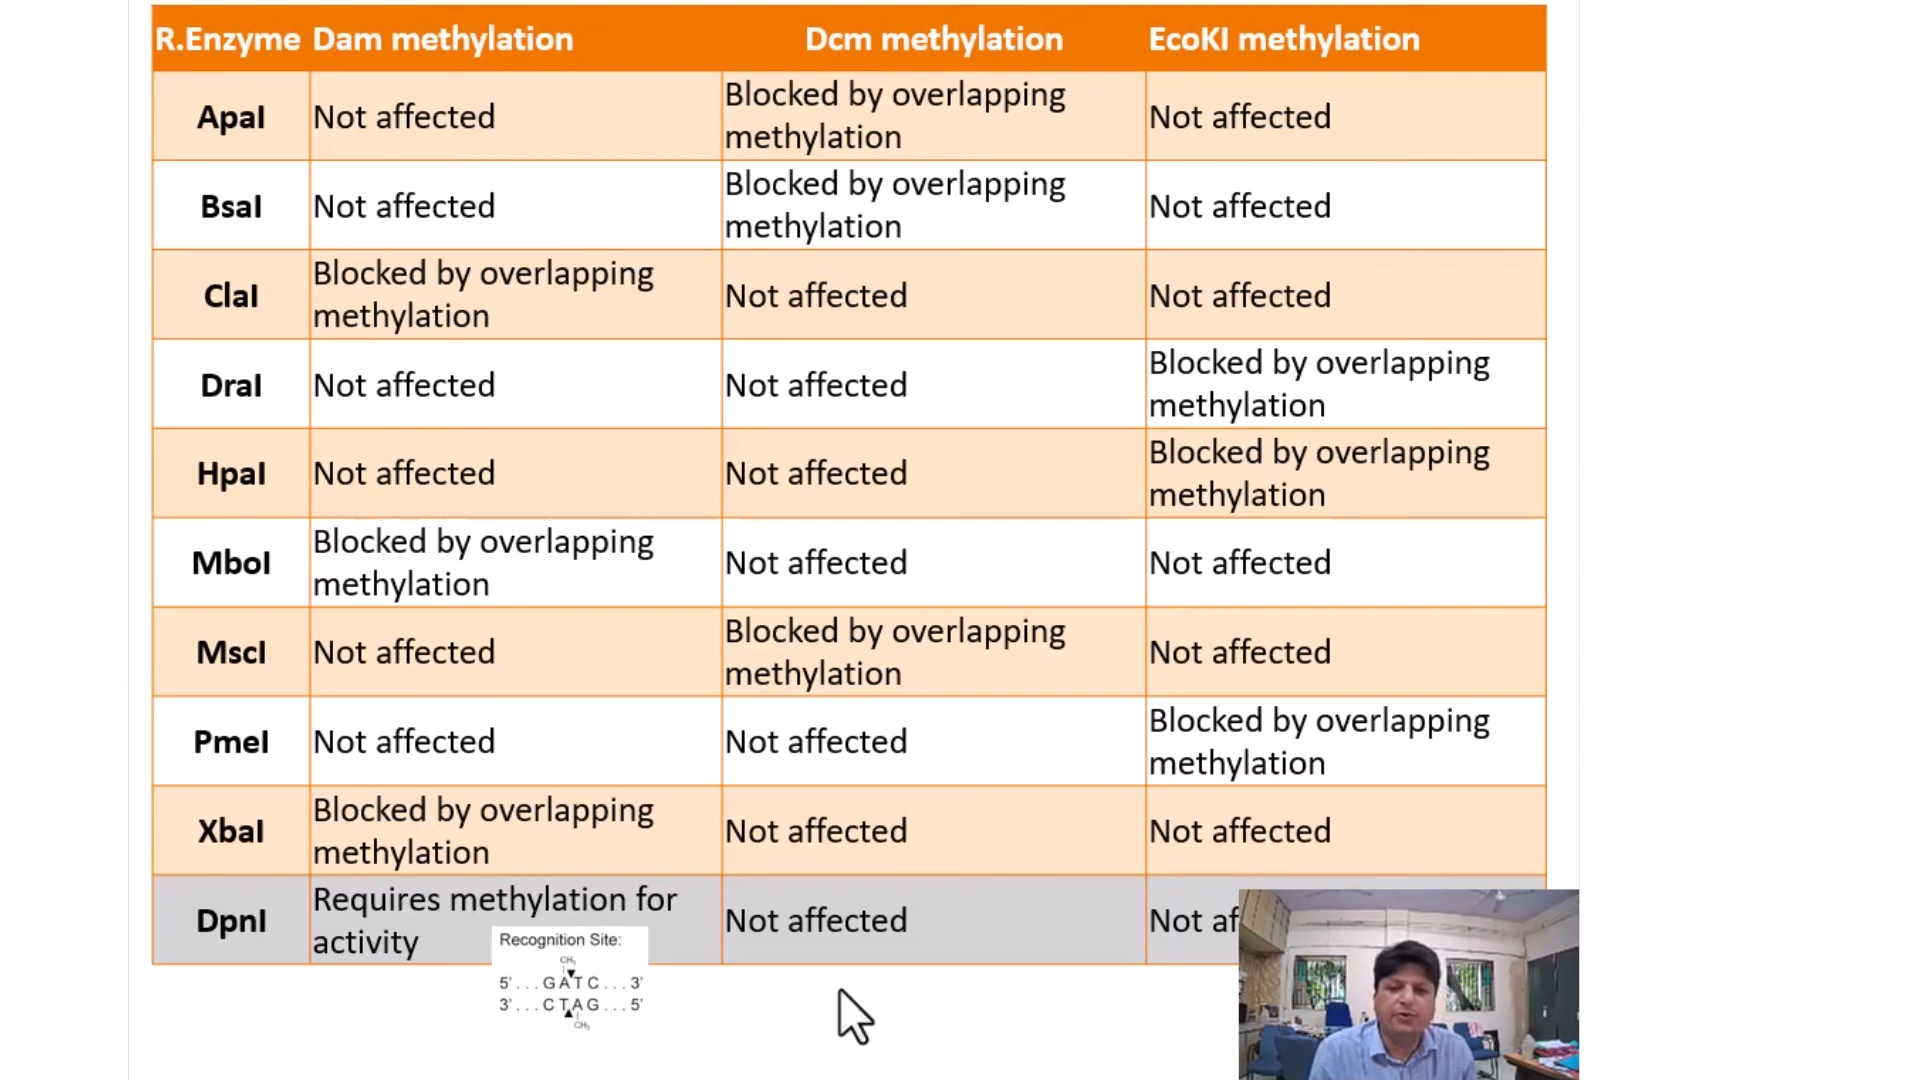 R.Enzyme Dam methylation Dcm methylation EcoKI methylation
ApaI Not affected Blocked by overlapping methylation Not affected
BsaI Not affected Blocked by overlapping methylation Not affected
ClaI Blocked by overlapping methylation Not affected Not affected
DraI Not affected Not affected Blocked by overlapping methylation
HpaI Not affected Not affected Blocked by overlapping methylation
MboI Blocked by overlapping methylation Not affected Not affected
MscI Not affected Blocked by overlapping methylation Not affected
PmeI Not affected Not affected Blocked by overlapping methylation
XbaI Blocked by overlapping methylation Not affected Not affected
DpnI Requires methylation for activity Not affected Not
Recognition Site:
CH₃
5'...GATC...3'
3'...CTAG...5'
CH₃